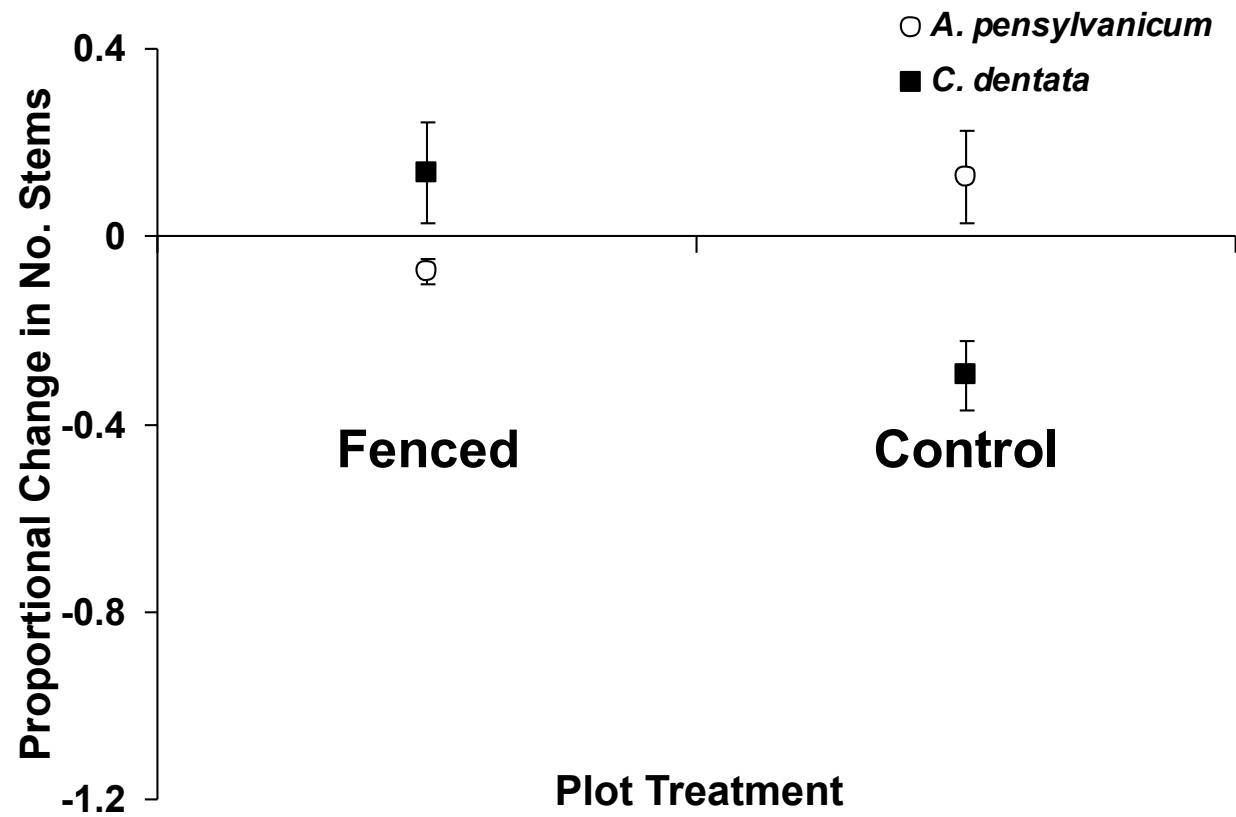 A. pensylvanicum
C. dentata
0.4
0
-0.4
-0.8
-1.2
Proportional Change in No. Stems
Fenced
Control
Plot Treatment